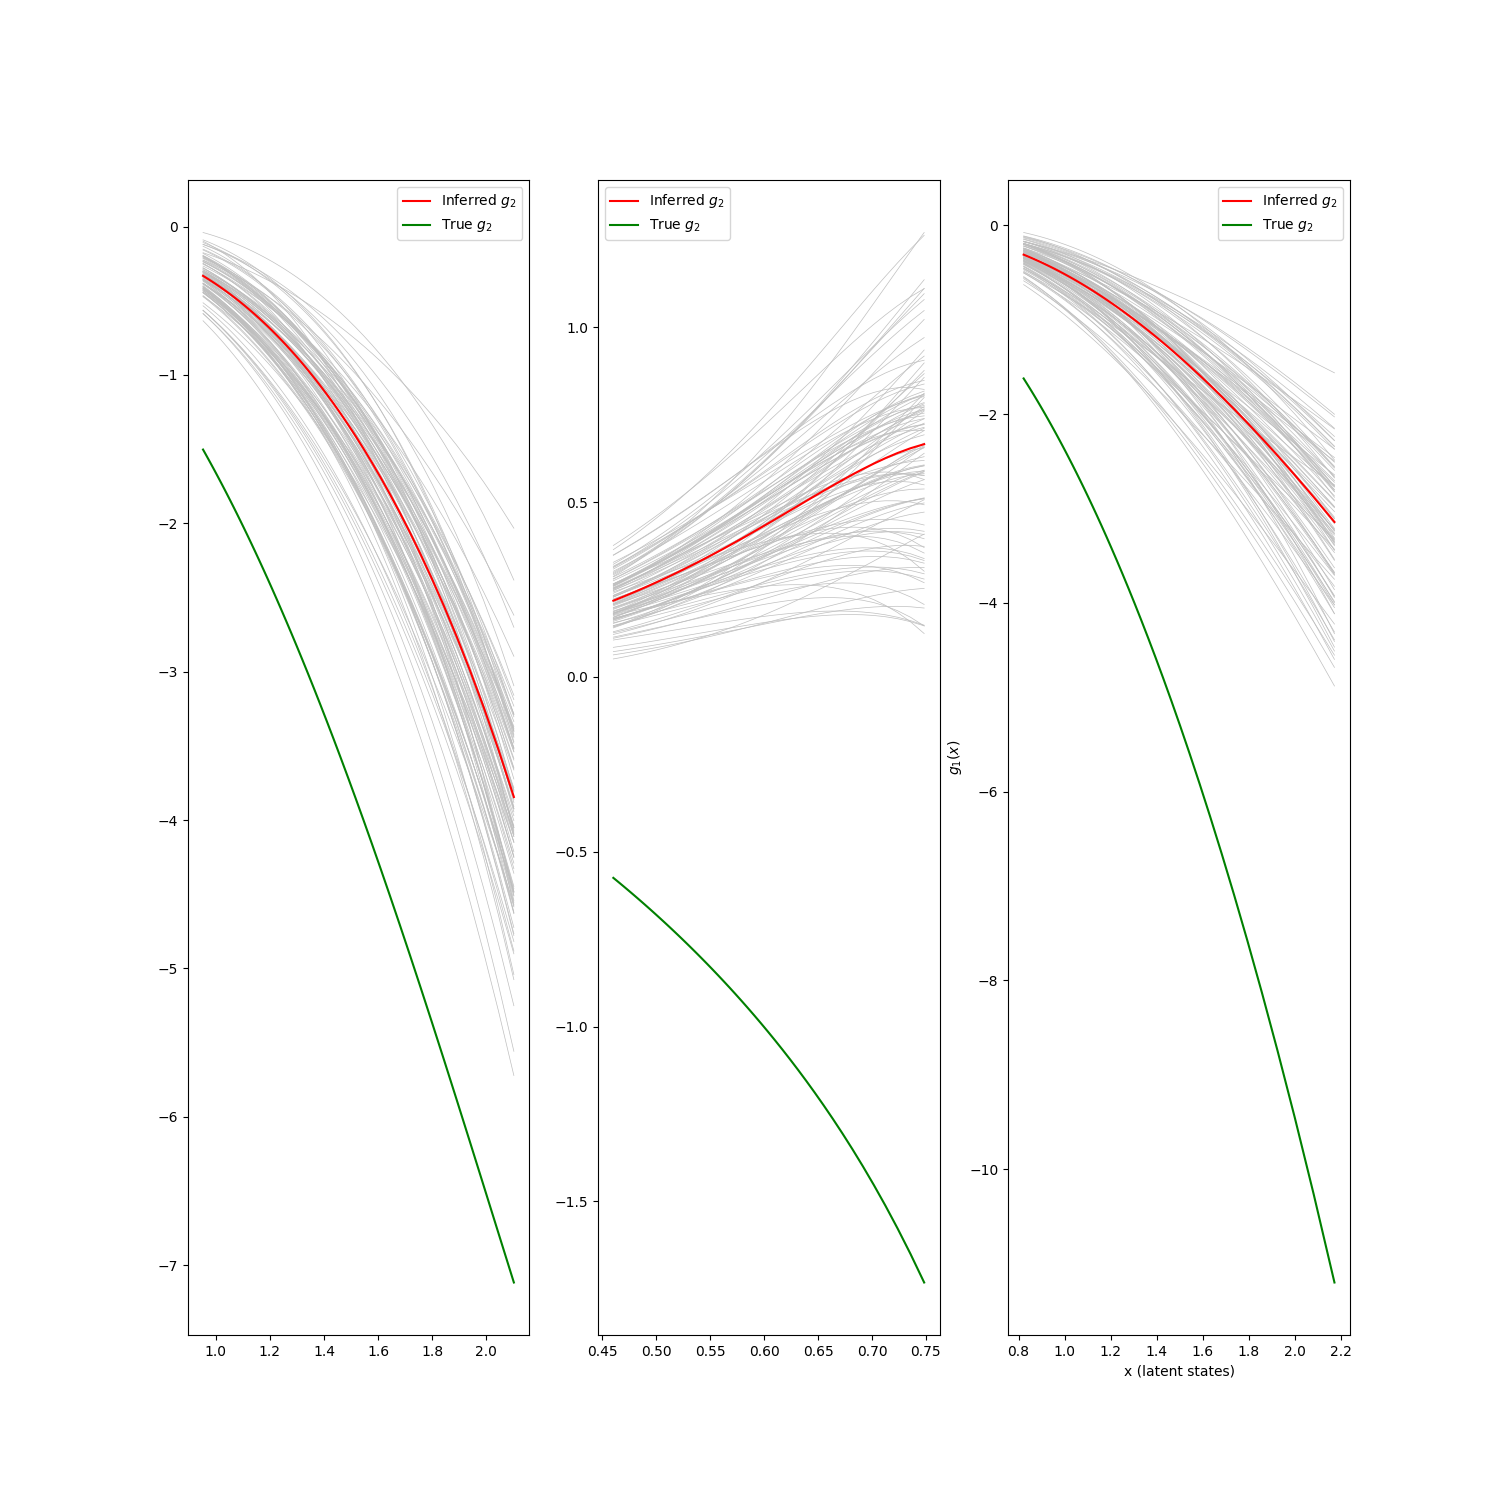 Inferred g₂
True g₂
0
−1
−2
−3
−4
−5
−6
−7
1.0 1.2 1.4 1.6 1.8 2.0
Inferred g₂
True g₂
1.0
0.5
0.0
−0.5
−1.0
−1.5
0.45 0.50 0.55 0.60 0.65 0.70 0.75
Inferred g₂
True g₂
g₁(x)
0
−2
−4
−6
−8
−10
0.8 1.0 1.2 1.4 1.6 1.8 2.0 2.2
x (latent states)